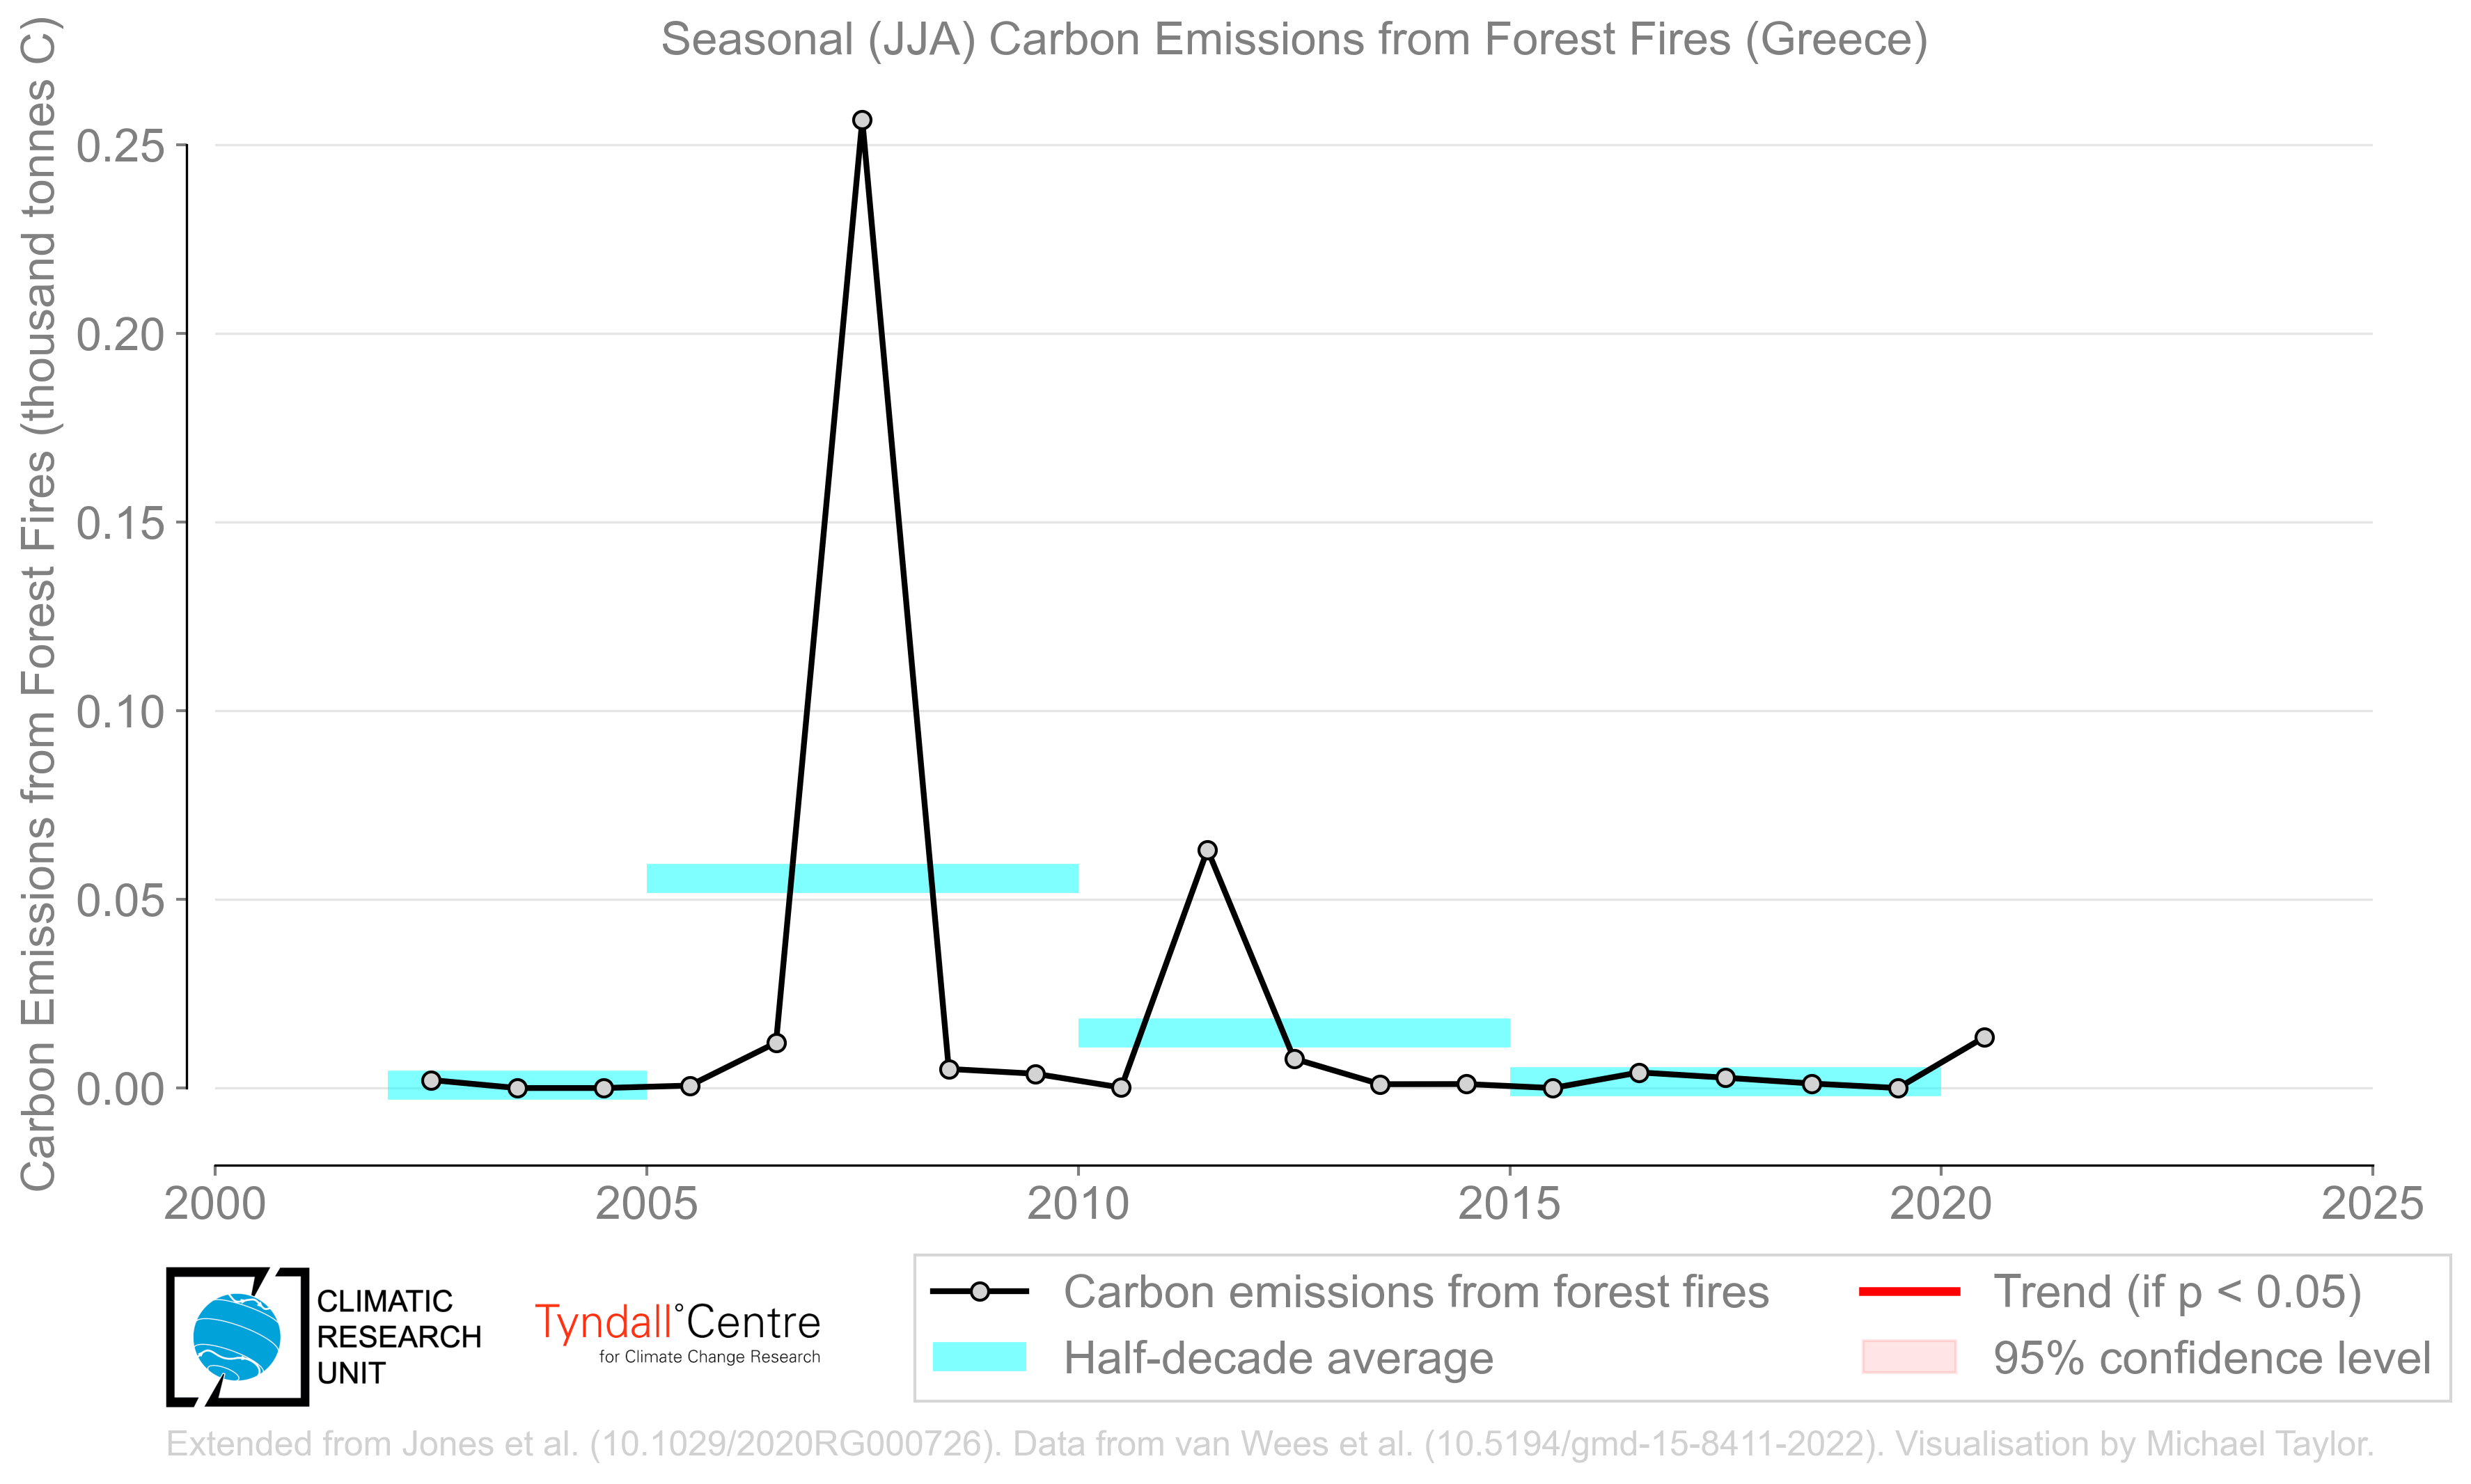 Seasonal (JJA) Carbon Emissions from Forest Fires (Greece)
Carbon Emissions from Forest Fires (thousand tonnes C)
0.25
0.20
0.15
0.10
0.05
0.00
2000
2005
2010
2015
2020
2025
CLIMATIC
RESEARCH
UNIT
Tyndall°Centre
for Climate Change Research
Carbon emissions from forest fires
Half-decade average
Trend (if p < 0.05)
95% confidence level
Extended from Jones et al. (10.1029/2020RG000726). Data from van Wees et al. (10.5194/gmd-15-8411-2022). Visualisation by Michael Taylor.